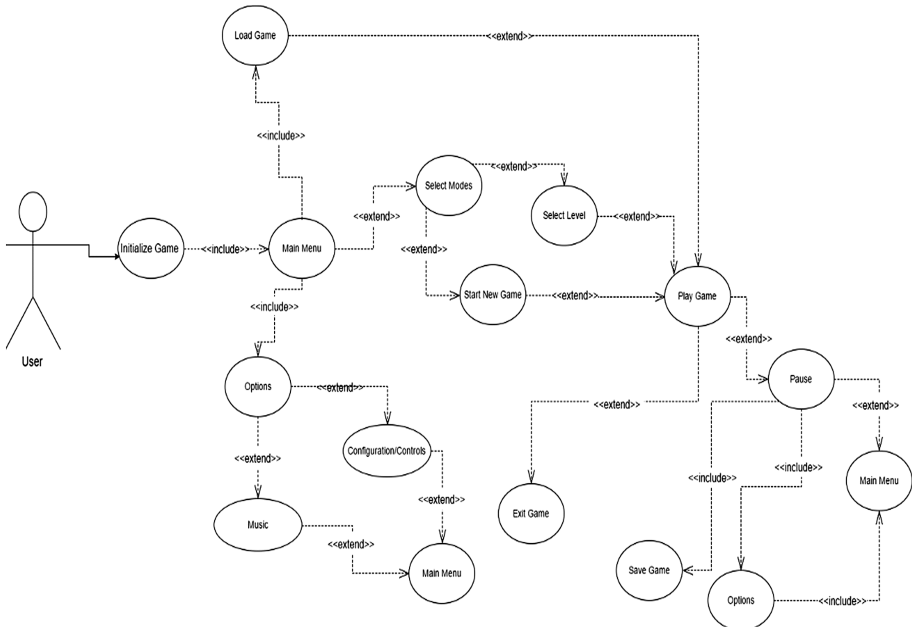 Load Game
<<extend>>
<<include>>
Select Modes
<<extend>>
Select Level
<<extend>>
<<extend>>
Initialize Game
<<include>>
Main Menu
<<extend>>
<<include>>
Start New Game
<<extend>>
Play Game
<<extend>>
User
Options
<<extend>>
Pause
<<extend>>
<<extend>>
Configuration/Controls
<<extend>>
<<include>>
<<include>>
Main Menu
<<extend>>
Music
<<extend>>
Exit Game
Main Menu
Save Game
Options
<<include>>